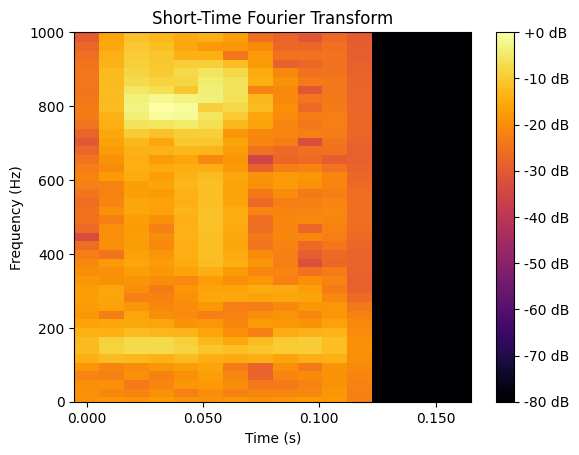 Short-Time Fourier Transform
1000
800
600
400
200
0
Frequency (Hz)
0.000
0.050
0.100
0.150
Time (s)
+0 dB
-10 dB
-20 dB
-30 dB
-40 dB
-50 dB
-60 dB
-70 dB
-80 dB